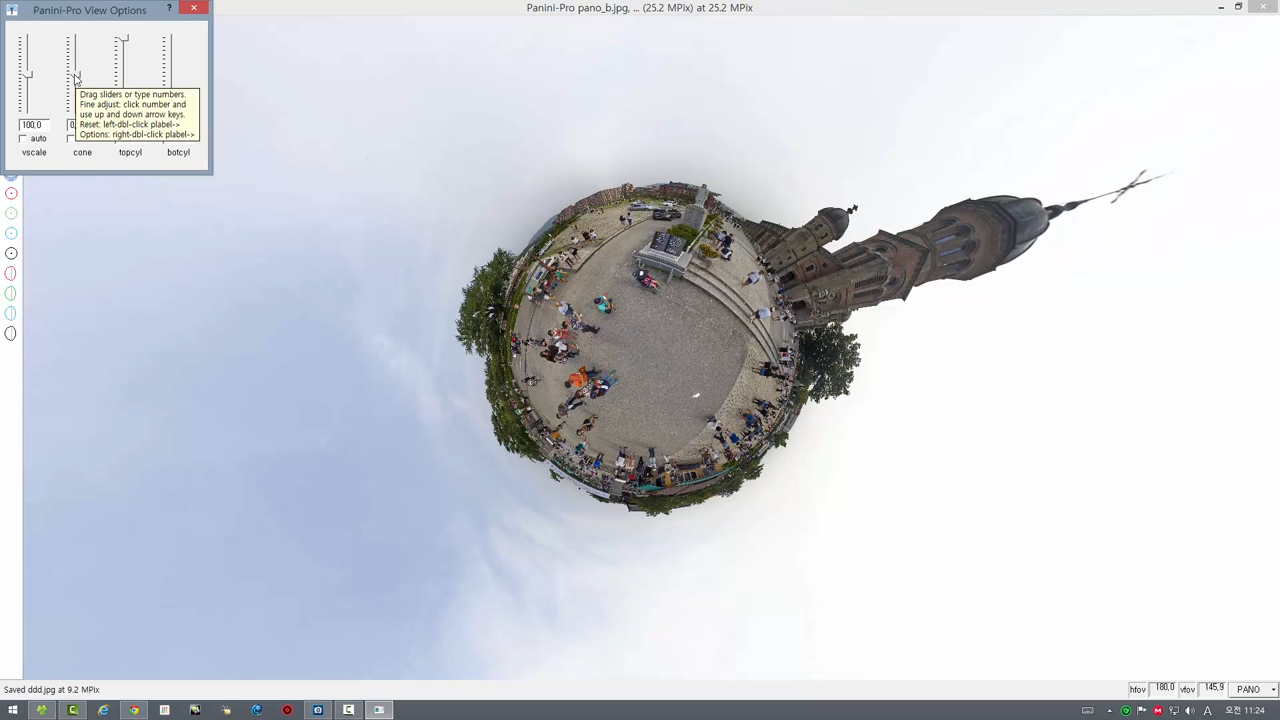 Panini-Pro View Options
?
Panini-Pro pano_b.jpg, ... (25.2 MPix) at 25.2 MPix
Drag sliders or type numbers.
Fine adjust: click number and
use up and down arrow keys.
Reset: left-dbl-click plabel->
Options: right-dbl-click plabel->
100,0
auto
vscale
cone
topcyl
botcyl
Saved ddd.jpg at 9.2 MPix
hfov
180,0
vfov
145,9
PANO
A
오전 11:24